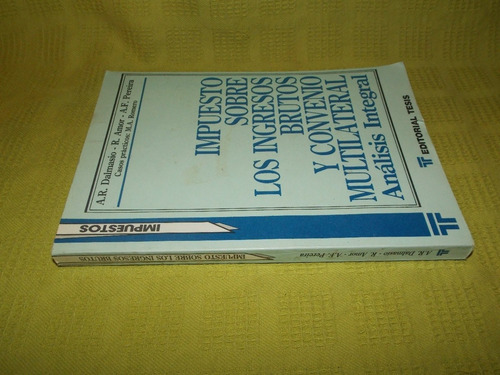 A.R. Dalmasio - R. Amor - A.F. Pereira
Casos prácticos: M.A. Romero
IMPUESTO
SOBRE
LOS INGRESOS
BRUTOS
Y CONVENIO
MULTILATERAL
Análisis Integral
EDITORIAL TESIS
IMPUESTOS
IMPUESTO SOBRE LOS INGRESOS BRUTOS
A.R. Dalmasio - R. Amor - A.F. Pereira